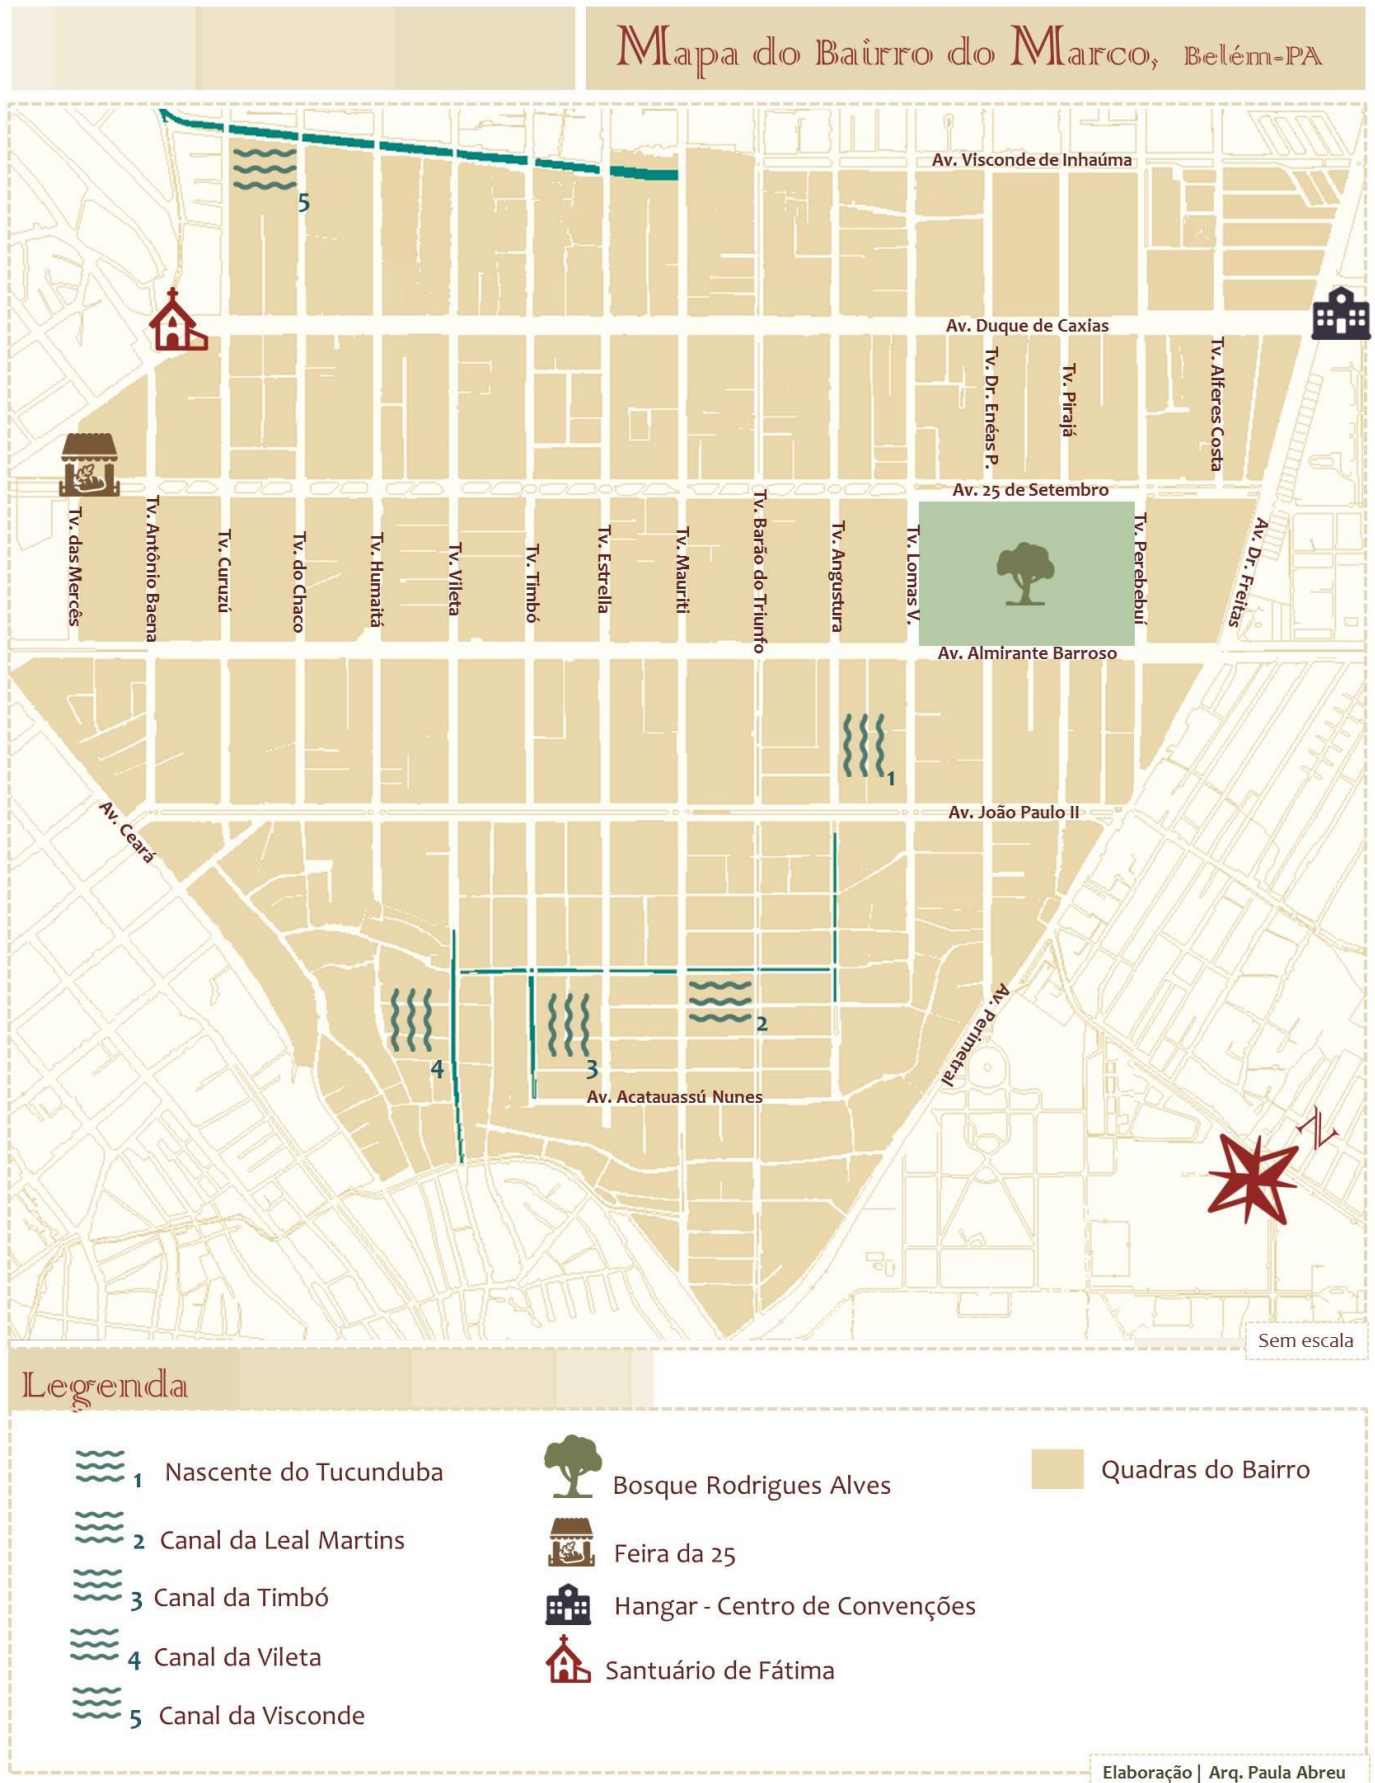 Mapa do Bairro do Marco, Belém-PA
Av. Visconde de Inhaúma
5
Av. Duque de Caxias
Tv. Dr. Enéas P.
Tv. Pirajá
Tv. Alferes Costa
Av. 25 de Setembro
Tv. das Mercês
Tv. Antônio Baena
Tv. Curuzú
Tv. do Chaco
Tv. Humaitá
Tv. Vileta
Tv. Timbó
Tv. Estrella
Tv. Mauriti
Tv. Barão do Triunfo
Tv. Angustura
Tv. Lomas V.
Tv. Perebebuí
Av. Dr. Freitas
Av. Almirante Barroso
1
Av. Ceará
Av. João Paulo II
2
3
4
Av. Perimetral
Av. Acatauassú Nunes
N
Sem escala
Legenda
1 Nascente do Tucunduba
2 Canal da Leal Martins
3 Canal da Timbó
4 Canal da Vileta
5 Canal da Visconde
Bosque Rodrigues Alves
Feira da 25
Hangar - Centro de Convenções
Santuário de Fátima
Quadras do Bairro
Elaboração | Arq. Paula Abreu